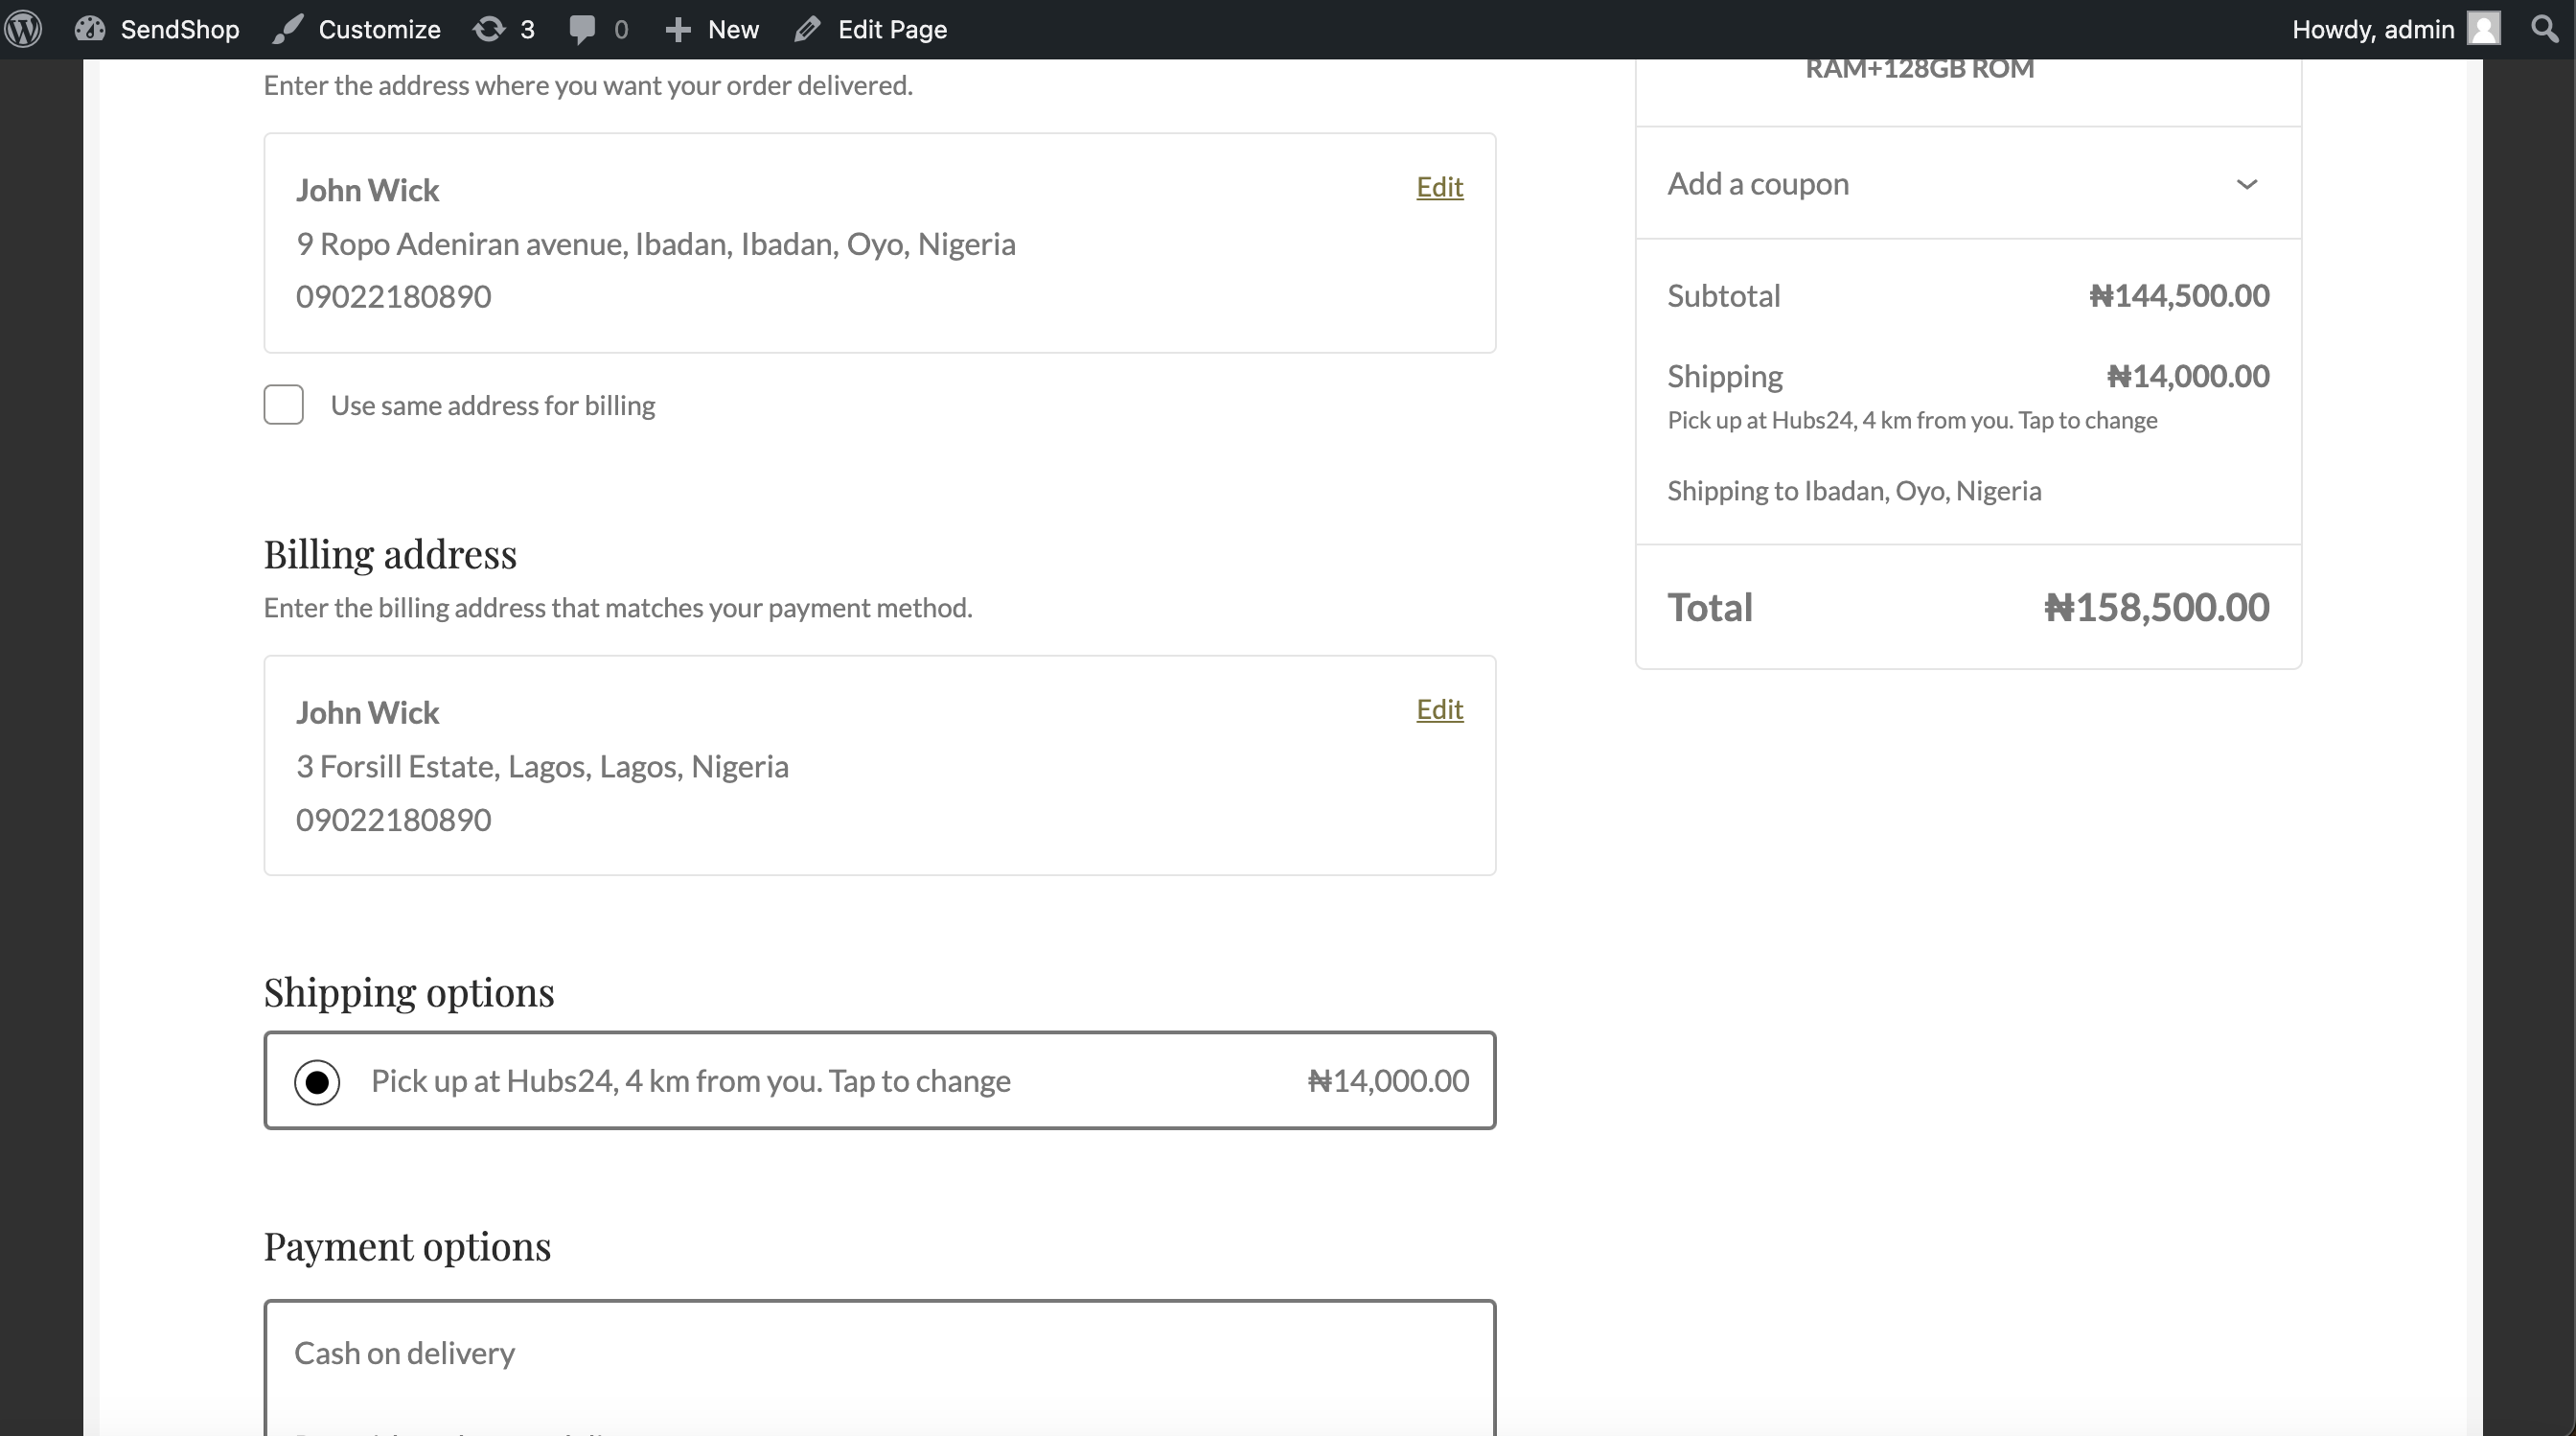 SendShop Customize 3 0 New Edit Page Howdy, admin
Enter the address where you want your order delivered.
John Wick Edit
9 Ropo Adeniran avenue, Ibadan, Ibadan, Oyo, Nigeria
09022180890
Use same address for billing
Billing address
Enter the billing address that matches your payment method.
John Wick Edit
3 Forsill Estate, Lagos, Lagos, Nigeria
09022180890
Shipping options
Pick up at Hubs24, 4 km from you. Tap to change ₦14,000.00
Payment options
Cash on delivery
RAM+128GB ROM
Add a coupon
Subtotal ₦144,500.00
Shipping ₦14,000.00
Pick up at Hubs24, 4 km from you. Tap to change
Shipping to Ibadan, Oyo, Nigeria
Total ₦158,500.00